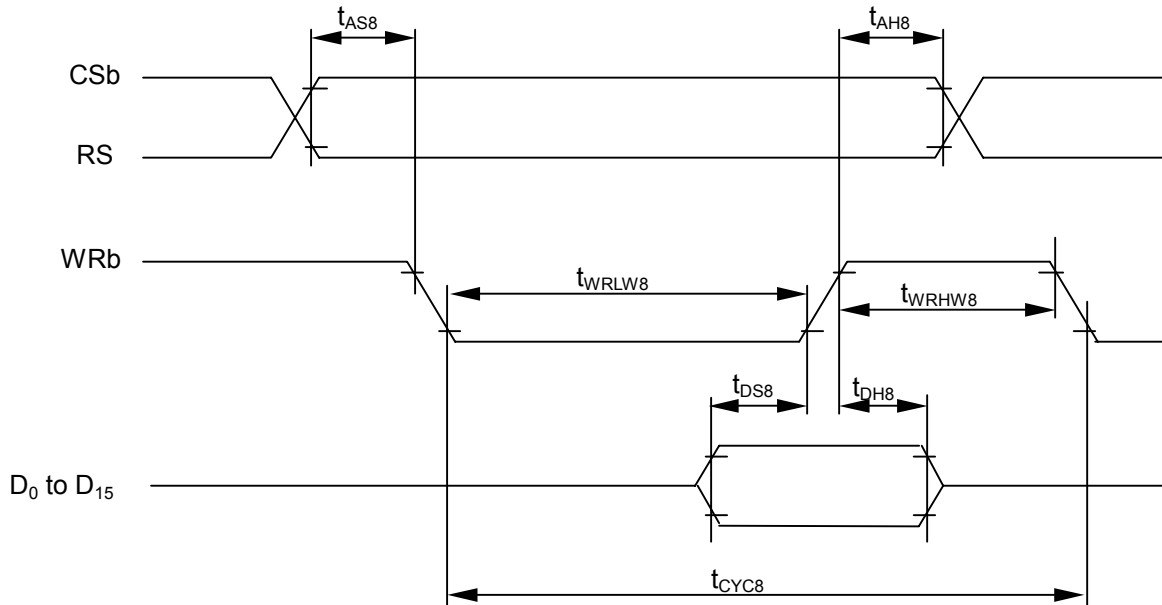 tAS8 tAH8
CSb
RS
WRb
tWRLW8
tWRHW8
tDS8 tDH8
D0 to D15
tCYC8